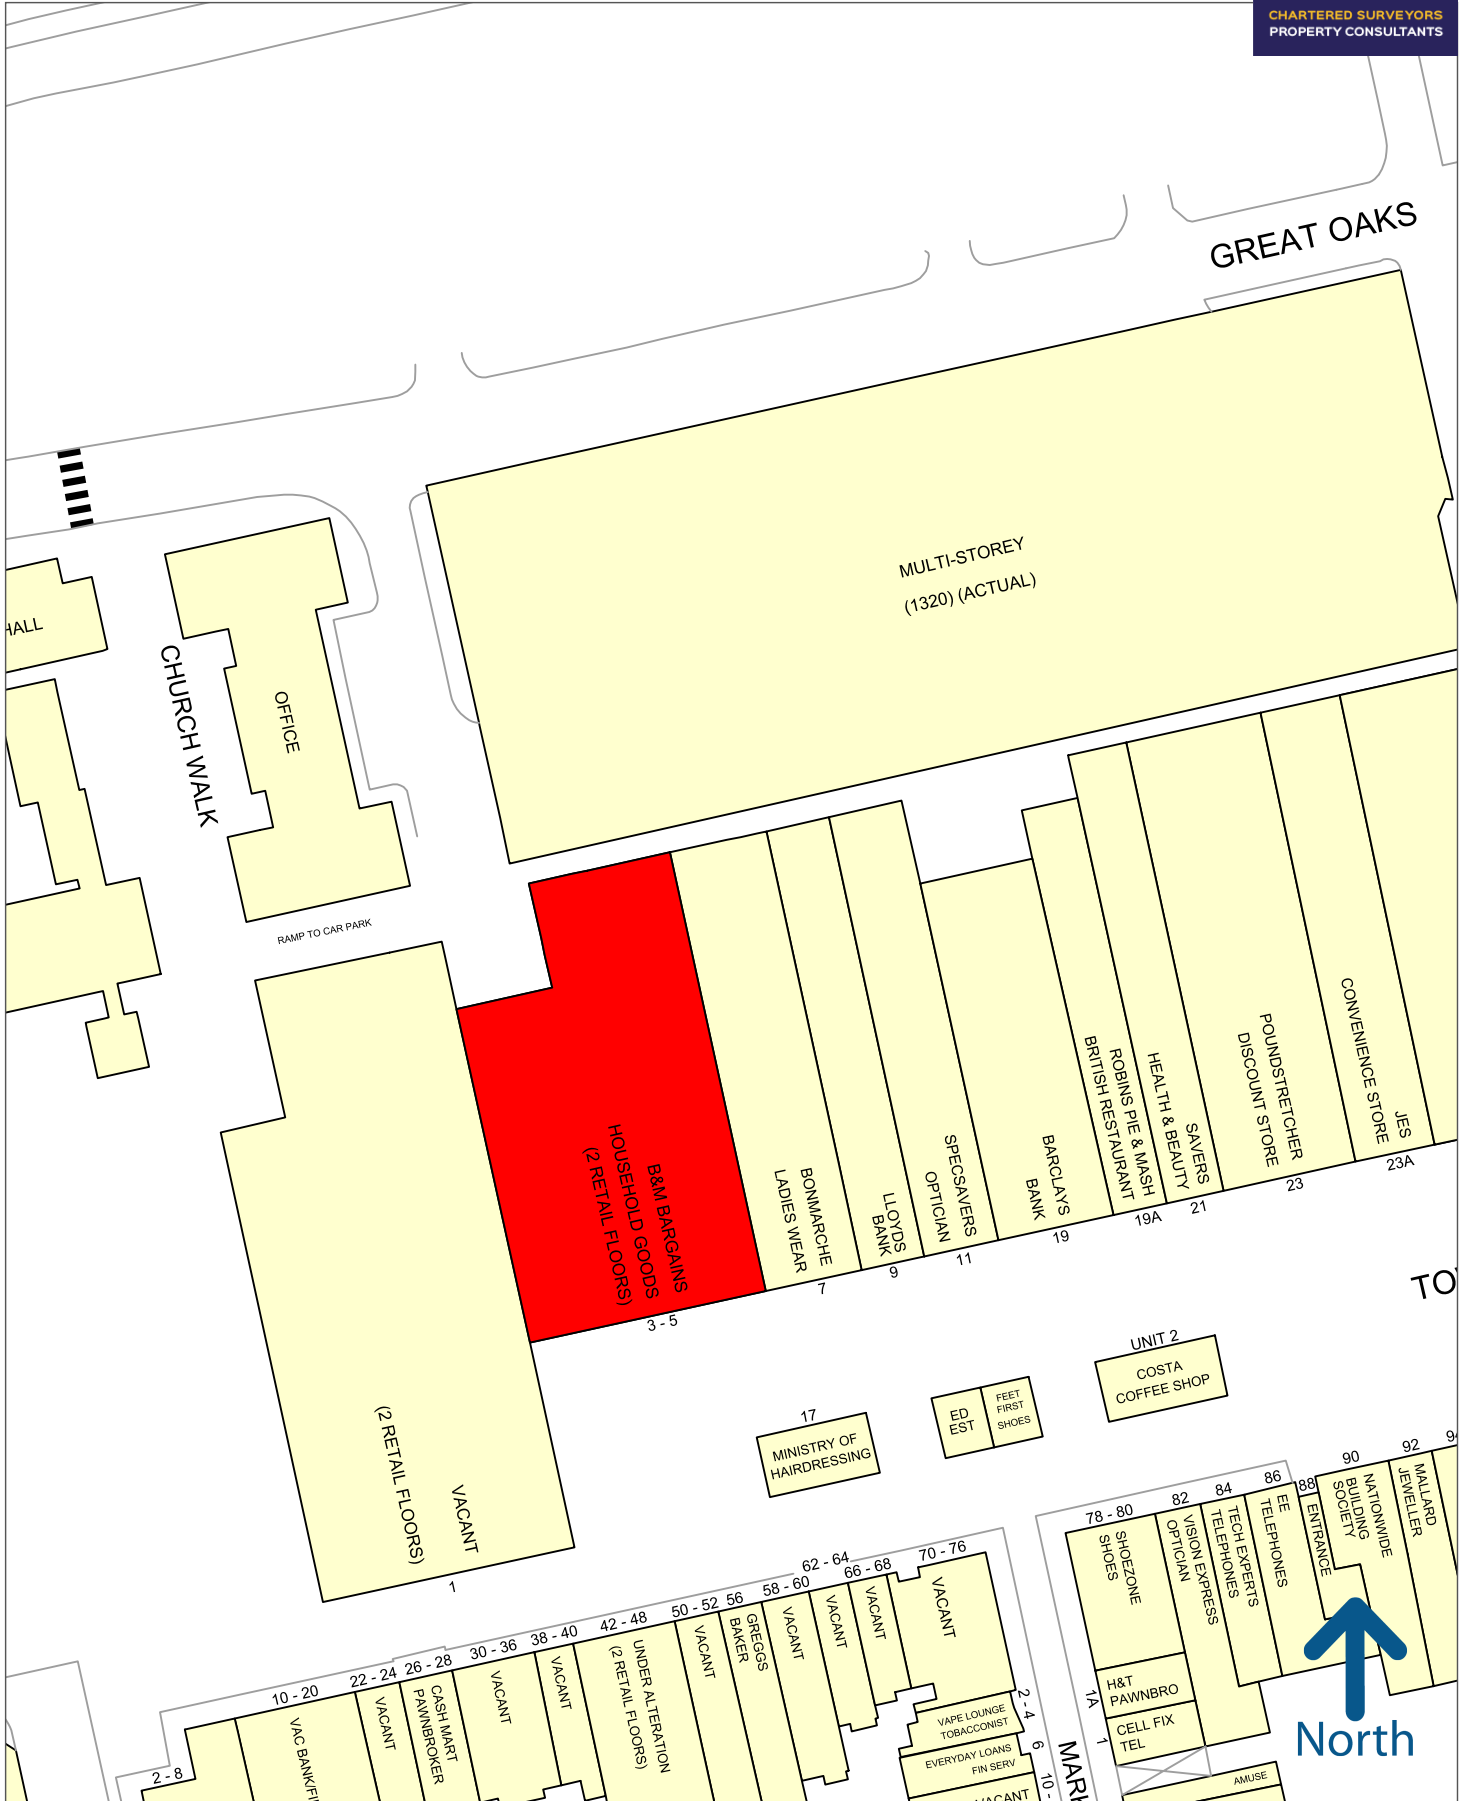 CHARTERED SURVEYORS
PROPERTY CONSULTANTS
GREAT OAKS
MULTI-STOREY
(1320) (ACTUAL)
HALL
CHURCH WALK
OFFICE
RAMP TO CAR PARK
B&M BARGAINS
HOUSEHOLD GOODS
(2 RETAIL FLOORS)
3 - 5
BONMARCHE
LADIES WEAR
7
LLOYDS
BANK
9
SPECSAVERS
OPTICIAN
11
BARCLAYS
BANK
19
ROBINS PIE & MASH
BRITISH RESTAURANT
19A
SAVERS
HEALTH & BEAUTY
21
POUNDSTRETCHER
DISCOUNT STORE
23
JES
CONVENIENCE STORE
23A
TO
VACANT
(2 RETAIL FLOORS)
1
UNIT 2
COSTA
COFFEE SHOP
17
MINISTRY OF
HAIRDRESSING
ED
EST
FEET
FIRST
SHOES
2 - 8
10 - 20
VAC BANK/FI
22 - 24
VACANT
26 - 28
CASH MART
PAWNBROKER
30 - 36
VACANT
38 - 40
VACANT
42 - 48
UNDER ALTERATION
(2 RETAIL FLOORS)
50 - 52
VACANT
56
GREGGS
BAKER
58 - 60
VACANT
62 - 64
VACANT
66 - 68
VACANT
70 - 76
VACANT
VAPE LOUNGE
TOBACCONIST
2 - 4
EVERYDAY LOANS
FIN SERV
6
VACANT
10 -
MARK
78 - 80
SHOEZONE
SHOES
82
VISION EXPRESS
OPTICIAN
84
TECH EXPERTS
TELEPHONES
86
EE
TELEPHONES
88
ENTRANCE
90
NATIONWIDE
BUILDING
SOCIETY
92
MALLARD
JEWELLER
94
1A
H&T
PAWNBRO
1
CELL FIX
TEL
AMUSE
North